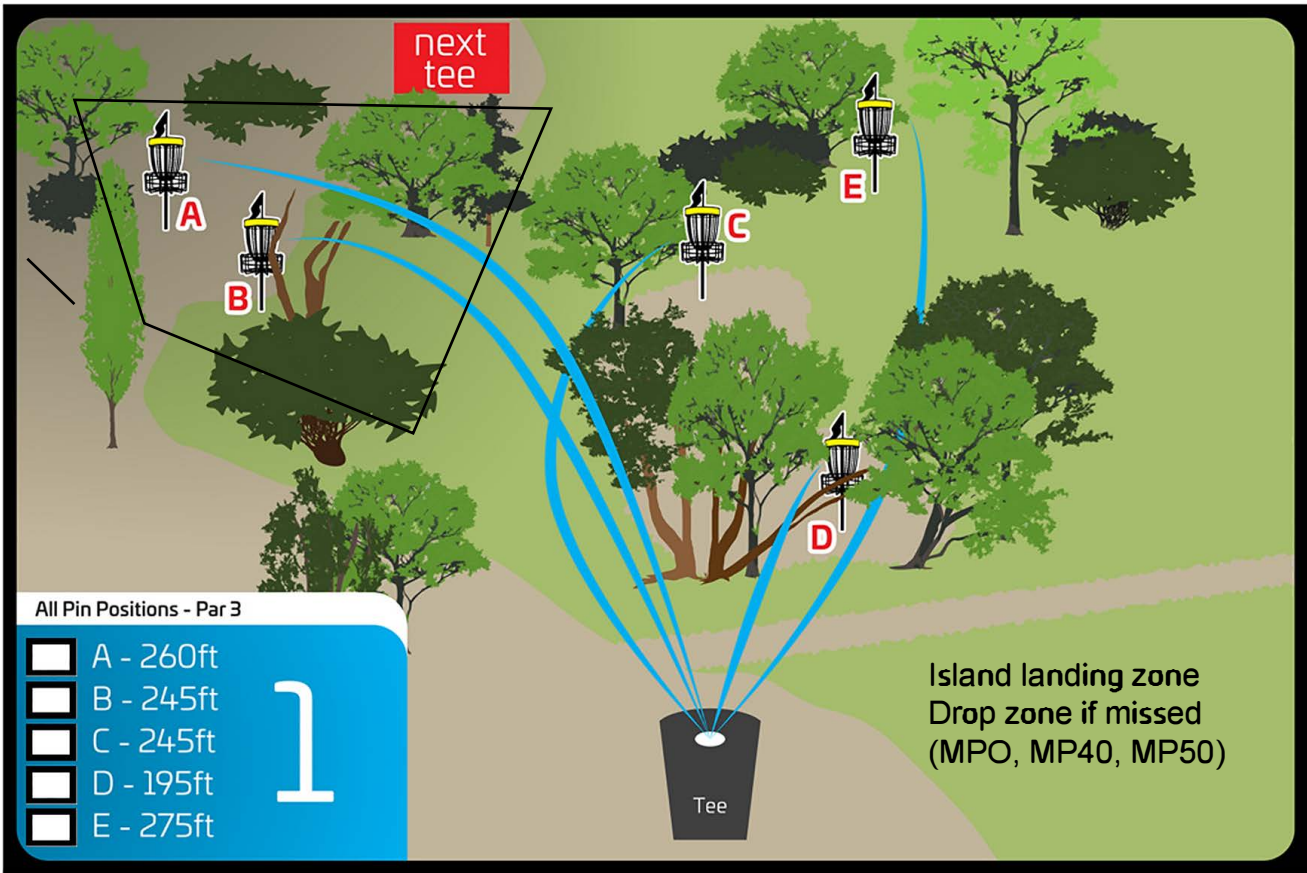 next
tee
A
B
C
D
E
All Pin Positions - Par 3
A - 260ft
B - 245ft
C - 245ft
D - 195ft
E - 275ft
1
Tee
Island landing zone
Drop zone if missed
(MPO, MP40, MP50)